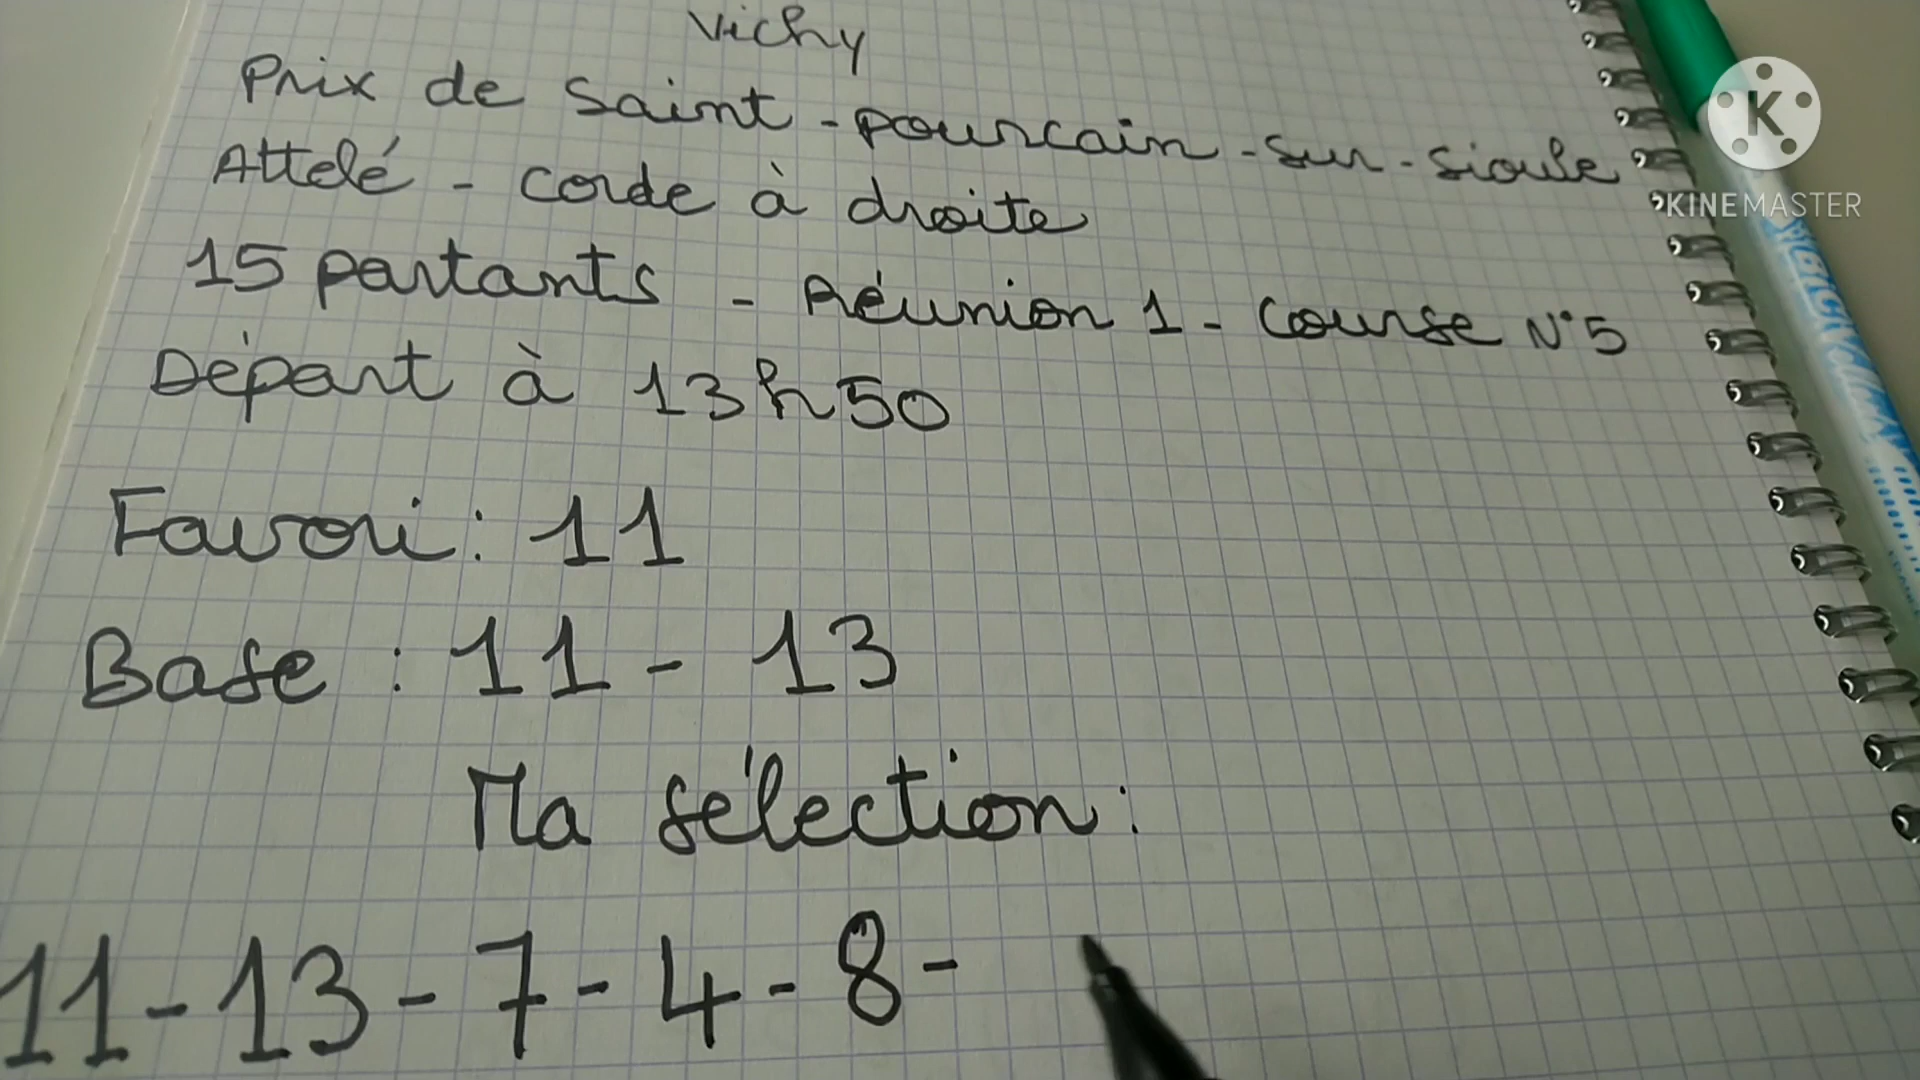 Vichy
Prix de Saint-pourcain-sur-sioule
Attelé - corde à droite
15 partants - Réunion 1 - Course N°5
Départ à 13h50
Favori : 11
Base : 11 - 13
Ma sélection :
11 - 13 - 7 - 4 - 8 -
K
KINEMASTER